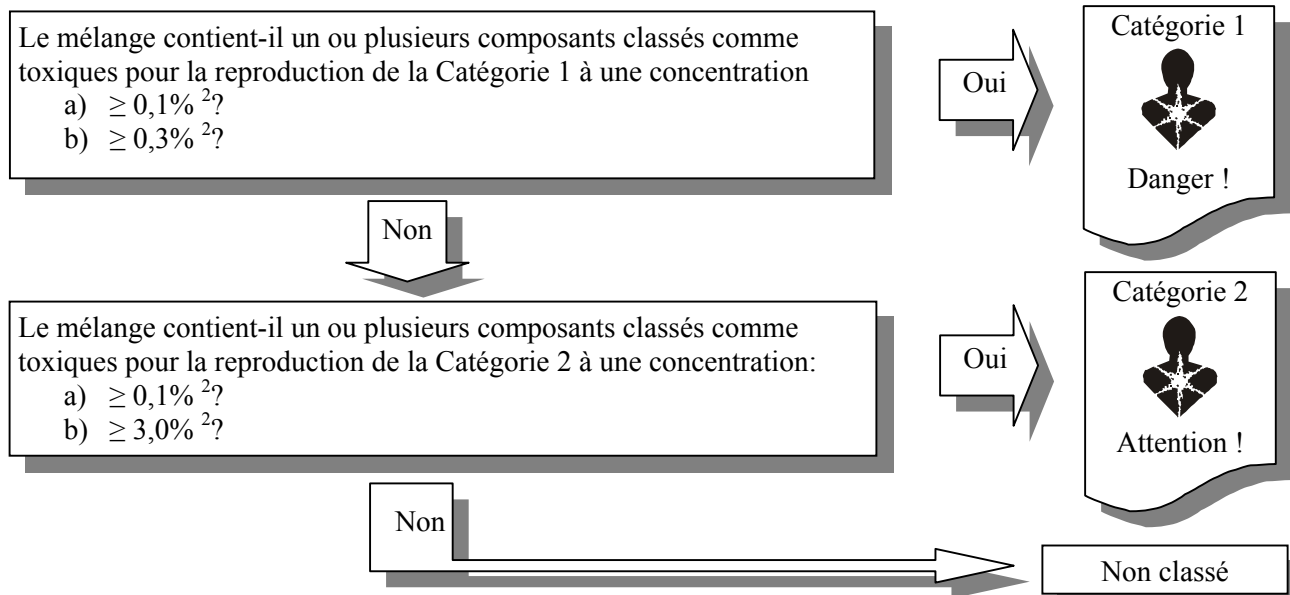 Le mélange contient-il un ou plusieurs composants classés comme
toxiques pour la reproduction de la Catégorie 1 à une concentration
a) ≥ 0,1% ²?
b) ≥ 0,3% ²?
Oui
Catégorie 1
Danger !
Non
Le mélange contient-il un ou plusieurs composants classés comme
toxiques pour la reproduction de la Catégorie 2 à une concentration:
a) ≥ 0,1% ²?
b) ≥ 3,0% ²?
Oui
Catégorie 2
Attention !
Non
Non classé